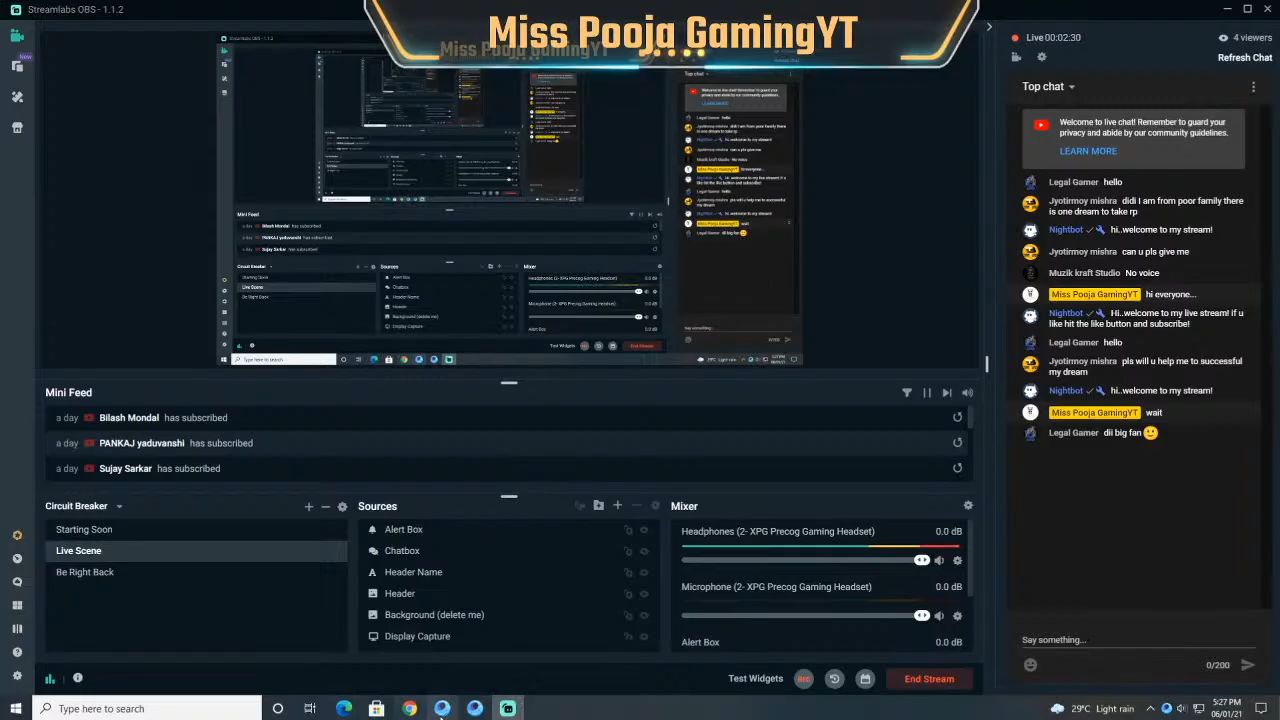 Streamlabs OBS - 1.1.2
Miss Pooja GamingYT
Live 00:02:30
4 viewers
Refresh Chat
New
Top chat
Welcome to live chat! Remember to guard your
privacy and abide by our community guidelines.
LEARN MORE
Legal Gamer hello
Jyotirmoy mishra didi I am from your family there
is one dream to take ig
Nightbot hi..welcome to my stream!
Jyotirmoy mishra can u pls give me
Muzik kraft Studio No voice
Miss Pooja GamingYT hi everyone...
Nightbot Hi...welcome to my live stream! if u
like hit the like button and subscribe!
Legal Gamer hello
Jyotirmoy mishra pls will u help me to successful
my dream
Nightbot hi..welcome to my stream!
Miss Pooja GamingYT wait
Legal Gamer dii big fan
Say something...
0/200
Mini Feed
a day Bilash Mondal has subscribed
a day PANKAJ yaduvanshi has subscribed
a day Sujay Sarkar has subscribed
Circuit Breaker
Starting Soon
Live Scene
Be Right Back
Sources
Alert Box
Chatbox
Header Name
Header
Background (delete me)
Display Capture
Mixer
Headphones (2- XPG Precog Gaming Headset) 0.0 dB
Microphone (2- XPG Precog Gaming Headset) 0.0 dB
Alert Box 0.0 dB
Test Widgets
REC
End Stream
Type here to search
29°C Light rain
5:27 PM
06/01/21